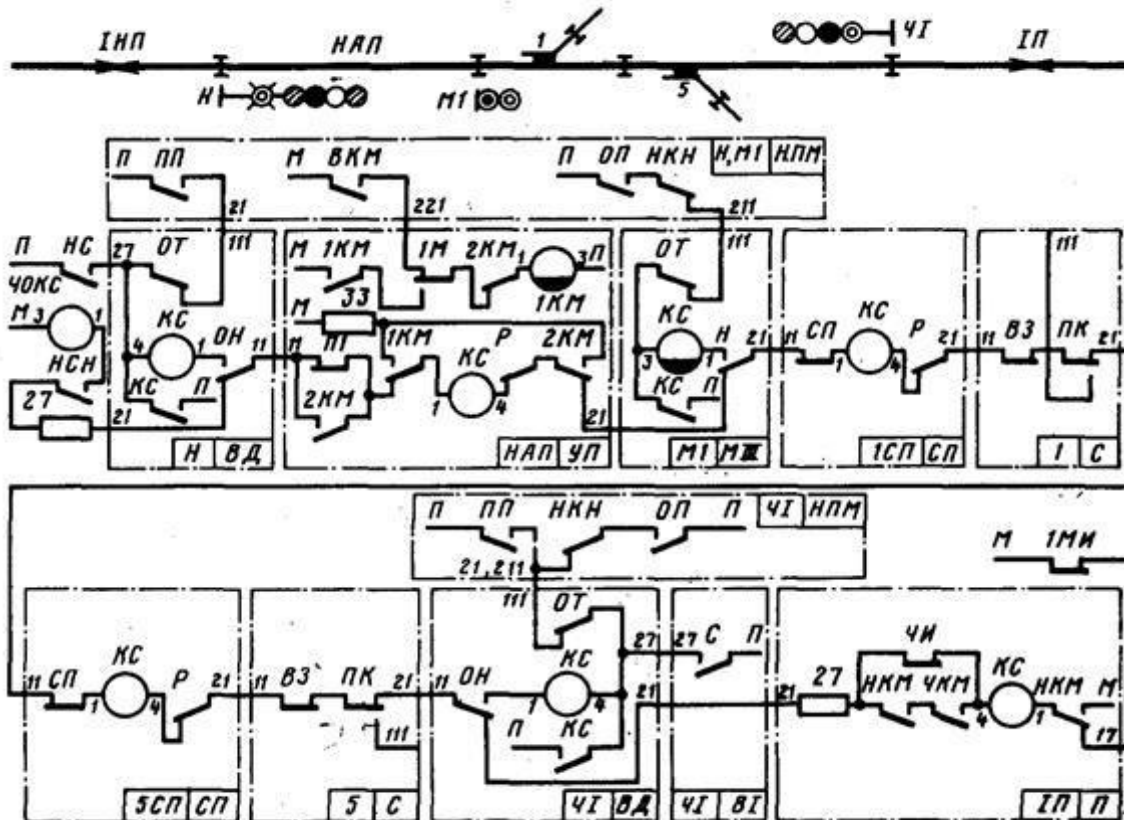 IНП НАП 1 ЧI IП
Н М1 5
П ПП М ВКМ П ОП НКН Н,М1 НПМ
21 221 211
П НС 27 ОТ 111 М 1КМ 1М 2КМ 1 3 П ОТ 111 111
ЧОКС 1КМ
М 3 1 КС М 33 КС КС
4 1 ОН 11 11 ПТ 1КМ Р 2КМ 3 1 Н 21 11 СП 1 4 Р 21 11 ВЗ ПК 21
НСН КС П 2КМ КС КС П
27 21 1 4 21
Н ВД НАП УП М1 МIII 1СП СП 1 С
П ПП НКН ОП П ЧI НПМ
М 1МИ
21,211
111 ОТ
КС 27 27 С П ЧИ
11 СП Р 21 11 ВЗ ПК 21 11 ОН КС 21 21 27 НКМ ЧКМ КС НКМ М
1 4 1 4 4 1
111 П КС 17
5СП СП 5 С ЧI ВД ЧI ВI IП П